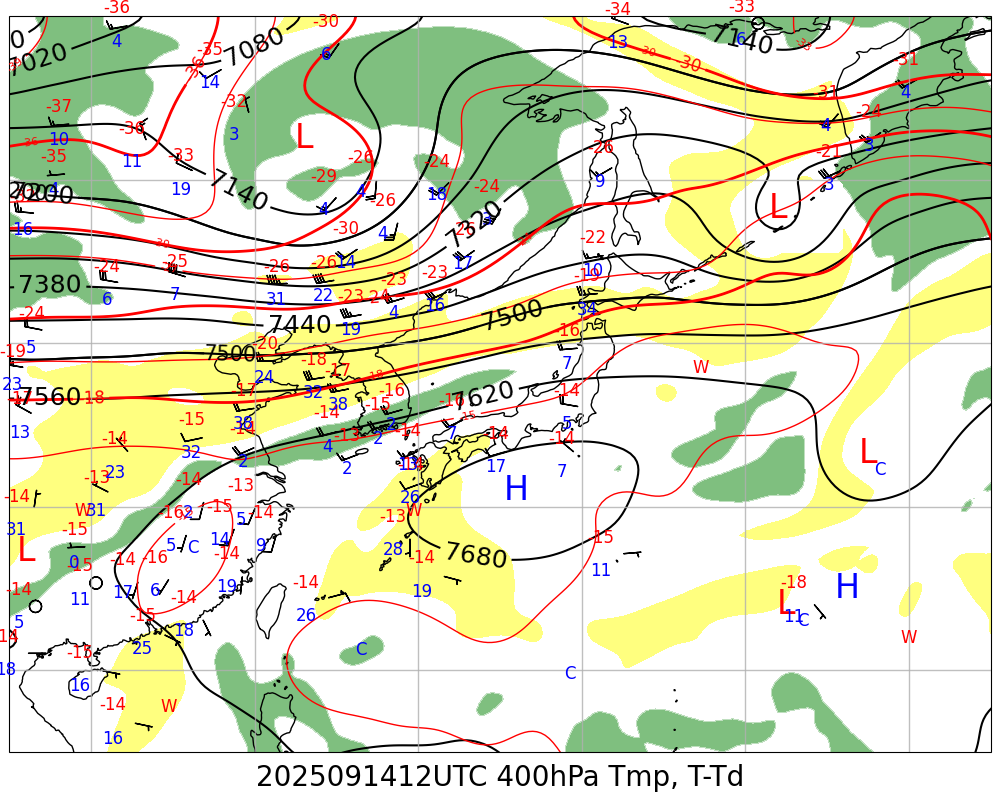 -36 -30 -34 -33
7020 4 7080 -35 6 13 7140 6
-36 14 -30 -30 -31
-37 -32 -31 4
10 -36 3 L 4 -24
-35 11 -33 -26 -26 -24 -21 3
19 7140 -29 4 18 -24 9 3
7200 4 -26 L
16 -30 4 7320 -22
-24 -25 -26 -26 14 17 10
7380 6 7 31 22 -23 -23 -19
-24 7440 19 -23 -24 4 16 7500 34
5 7500 -20 -16
-19 24 -18 -17 7 W
23 7560 -18 -17 32 38 -16 7620 -14
13 -15 38 -14 -15 -16 5
-14 32 2 4 -13 2 -14 7 -14 -14 L
23 2 13 17 7 C
-13 -14 -13 26 H
-14 W 31 -16 2 -15 5 -14 -13 W
31 -15 5 C 14 9 28 7680 15
L 0 -14 -16 -14 -14 11
-15 17 6 19 -14 19 -18 H
-14 11 -14 26 L
5 -15 18 11 C
-14 25 C W
18 -15 C
16 -14 W
16
2025091412UTC 400hPa Tmp, T-Td